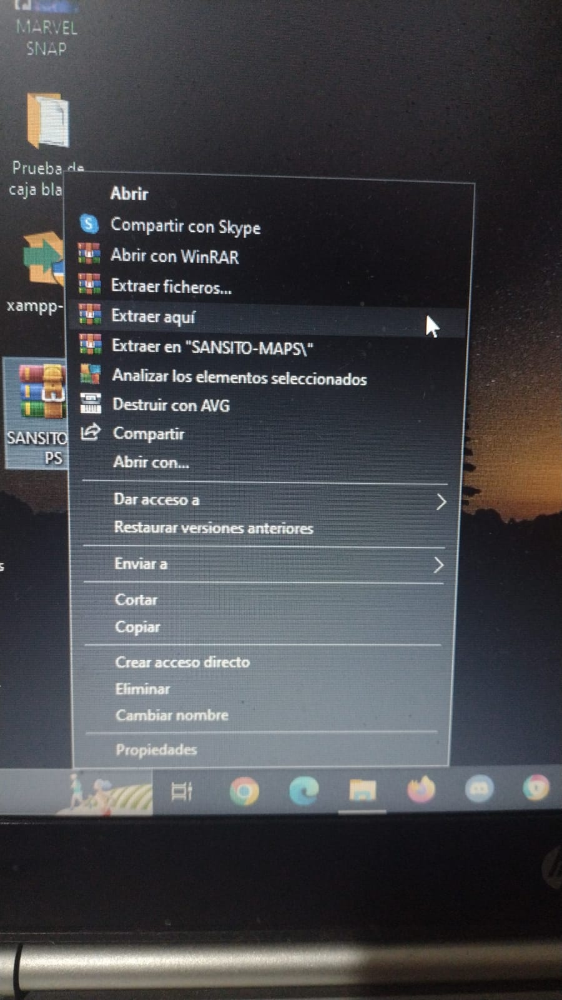 MARVEL
SNAP
Prueba de
caja bla
xampp-
SANSITO
PS
Abrir
Compartir con Skype
Abrir con WinRAR
Extraer ficheros...
Extraer aquí
Extraer en "SANSITO-MAPS\"
Analizar los elementos seleccionados
Destruir con AVG
Compartir
Abrir con...
Dar acceso a
Restaurar versiones anteriores
Enviar a
Cortar
Copiar
Crear acceso directo
Eliminar
Cambiar nombre
Propiedades